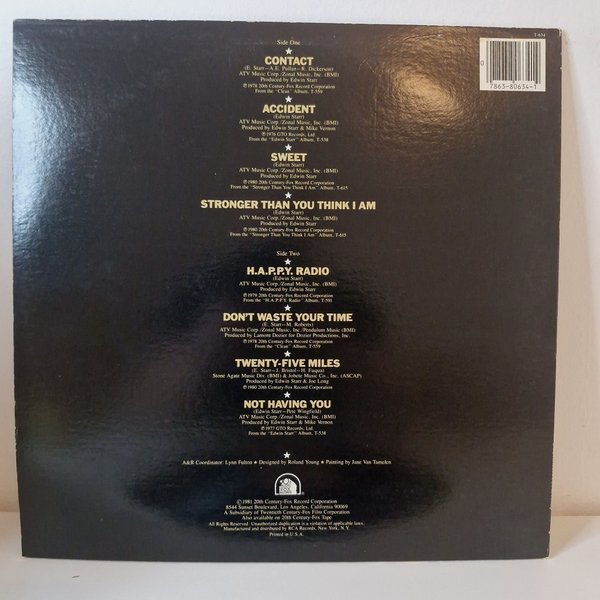 T-634
0
7863-80634-1
Side One
CONTACT
(E. Starr—A.E. Pullan—R. Dickerson)
ATV Music Corp./Zonal Music, Inc. (BMI)
Produced by Edwin Starr
℗1978 20th Century-Fox Record Corporation
From the "Clean" Album, T-559
ACCIDENT
(Edwin Starr)
ATV Music Corp./Zonal Music, Inc. (BMI)
Produced by Edwin Starr & Mike Vernon
℗1976 GTO Records, Ltd.
From the "Edwin Starr" Album, T-538
SWEET
(Edwin Starr)
ATV Music Corp./Zonal Music, Inc. (BMI)
Produced by Edwin Starr
℗1980 20th Century-Fox Record Corporation
From the "Stronger Than You Think I Am" Album, T-615
STRONGER THAN YOU THINK I AM
(Edwin Starr)
ATV Music Corp./Zonal Music, Inc. (BMI)
Produced by Edwin Starr
℗1980 20th Century-Fox Record Corporation
From the "Stronger Than You Think I Am" Album, T-615
Side Two
H.A.P.P.Y. RADIO
(Edwin Starr)
ATV Music Corp./Zonal Music, Inc. (BMI)
Produced by Edwin Starr
℗1979 20th Century-Fox Record Corporation
From the "H.A.P.P.Y. Radio" Album, T-591
DON'T WASTE YOUR TIME
(E. Starr—M. Roberts)
ATV Music Corp./Zonal Music, Inc./Pendulum Music (BMI)
Produced by Lamont Dozier for Dozier Productions, Inc.
℗1978 20th Century-Fox Record Corporation
From the "Clean" Album, T-559
TWENTY-FIVE MILES
(E. Starr—J. Bristol—H. Fuqua)
Stone Agate Music Div. (BMI) & Jobete Music Co., Inc. (ASCAP)
Produced by Edwin Starr & Joe Long
℗1980 20th Century-Fox Record Corporation
NOT HAVING YOU
(Edwin Starr—Pete Wingfield)
ATV Music Corp./Zonal Music, Inc. (BMI)
Produced by Edwin Starr & Mike Vernon
℗1977 GTO Records, Ltd.
From the "Edwin Starr" Album, T-538
A&R Coordinator: Lynn Fulton ★ Designed by Roland Young ★ Painting by Jane Van Tamelen
© 1981 20th Century-Fox Record Corporation
8544 Sunset Boulevard, Los Angeles, California 90069
A Subsidiary of Twentieth Century-Fox Film Corporation
Also available on 20th Century-Fox Tape
All Rights Reserved. Unauthorized duplication is a violation of applicable laws.
Manufactured and distributed by RCA Records, New York, N.Y.
Printed in U.S.A.